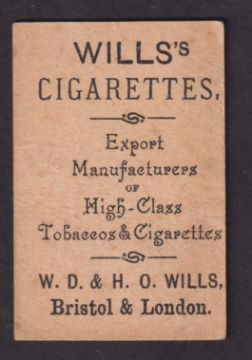 WILLS'S
CIGARETTES.
Export
Manufacturers
OF
High-Class
Tobaccos & Cigarettes
W. D. & H. O. WILLS,
Bristol & London.